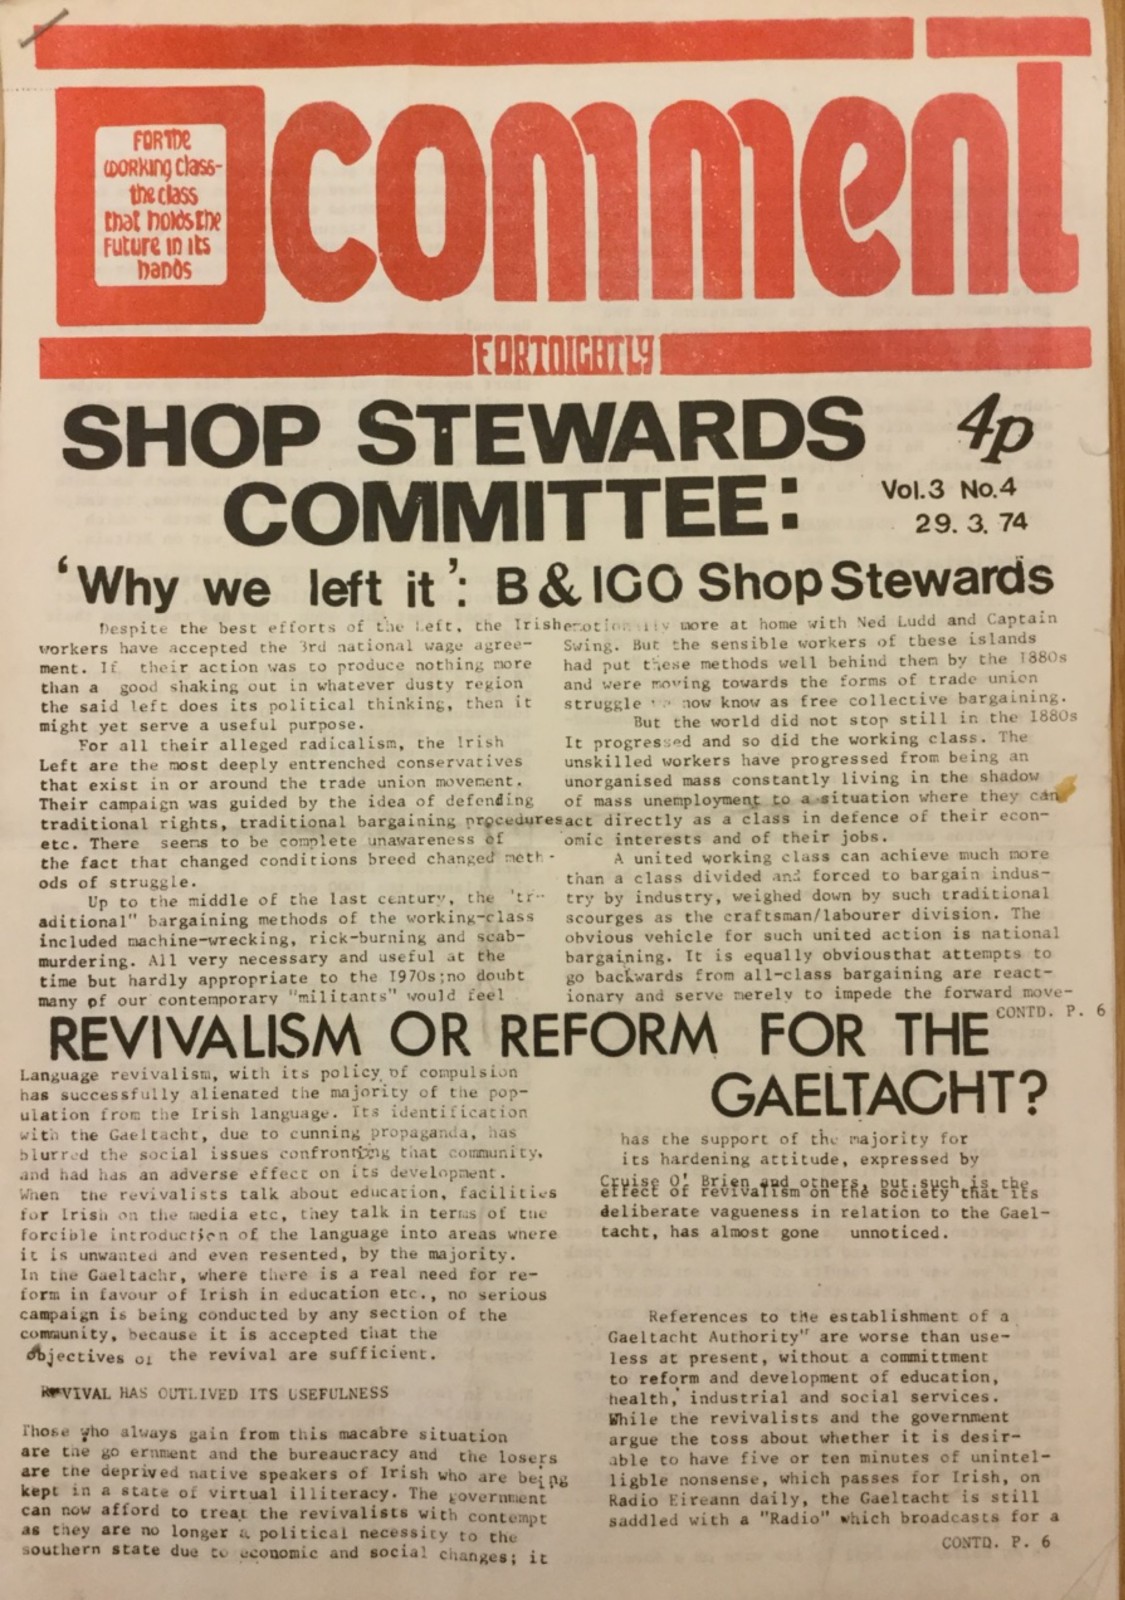 FOR THE
WORKING CLASS-
the class
that holds the
future in its
hands
comment
FORTNIGHTLY
SHOP STEWARDS
COMMITTEE:
4p
Vol.3 No.4
29. 3. 74
'Why we left it': B & ICO Shop Stewards
Despite the best efforts of the Left, the Irish
workers have accepted the 3rd national wage agree-
ment. If their action was to produce nothing more
than a good shaking out in whatever dusty region
the said left does its political thinking, then it
might yet serve a useful purpose.
For all their alleged radicalism, the Irish
Left are the most deeply entrenched conservatives
that exist in or around the trade union movement.
Their campaign was guided by the idea of defending
traditional rights, traditional bargaining procedures
etc. There seems to be complete unawareness of
the fact that changed conditions breed changed meth-
ods of struggle.
Up to the middle of the last century, the 'tr-
aditional" bargaining methods of the working-class
included machine-wrecking, rick-burning and scab-
murdering. All very necessary and useful at the
time but hardly appropriate to the 1970s;no doubt
many of our contemporary "militants" would feel
more at home with Ned Ludd and Captain
Swing. But the sensible workers of these islands
had put these methods well behind them by the 1880s
and were moving towards the forms of trade union
struggle now know as free collective bargaining.
But the world did not stop still in the 1880s
It progressed and so did the working class. The
unskilled workers have progressed from being an
unorganised mass constantly living in the shadow
of mass unemployment to a situation where they can
act directly as a class in defence of their econ-
omic interests and of their jobs.
A united working class can achieve much more
than a class divided and forced to bargain indus-
try by industry, weighed down by such traditional
scourges as the craftsman/labourer division. The
obvious vehicle for such united action is national
bargaining. It is equally obviousthat attempts to
go backwards from all-class bargaining are react-
ionary and serve merely to impede the forward move-
CONTD. P. 6
REVIVALISM OR REFORM FOR THE
GAELTACHT?
Language revivalism, with its policy of compulsion
has successfully alienated the majority of the pop-
ulation from the Irish language. Its identification
with the Gaeltacht, due to cunning propaganda, has
blurred the social issues confronting that community,
and had has an adverse effect on its development.
When the revivalists talk about education, facilities
for Irish on the media etc, they talk in terms of the
forcible introduction of the language into areas where
it is unwanted and even resented, by the majority.
In the Gaeltachr, where there is a real need for re-
form in favour of Irish in education etc., no serious
campaign is being conducted by any section of the
community, because it is accepted that the
objectives of the revival are sufficient.
REVIVAL HAS OUTLIVED ITS USEFULNESS
Those who always gain from this macabre situation
are the go ernment and the bureaucracy and the losers
are the deprived native speakers of Irish who are being
kept in a state of virtual illiteracy. The government
can now afford to treat the revivalists with contempt
as they are no longer a political necessity to the
southern state due to economic and social changes; it
has the support of the majority for
its hardening attitude, expressed by
Cruise O' Brien and others, but such is the
effect of revivalism on the society that its
deliberate vagueness in relation to the Gael-
tacht, has almost gone unnoticed.
References to the establishment of a
Gaeltacht Authority" are worse than use-
less at present, without a committment
to reform and development of education,
health, industrial and social services.
While the revivalists and the government
argue the toss about whether it is desir-
able to have five or ten minutes of unintel-
ligble nonsense, which passes for Irish, on
Radio Eireann daily, the Gaeltacht is still
saddled with a "Radio" which broadcasts for a
CONTD. P. 6